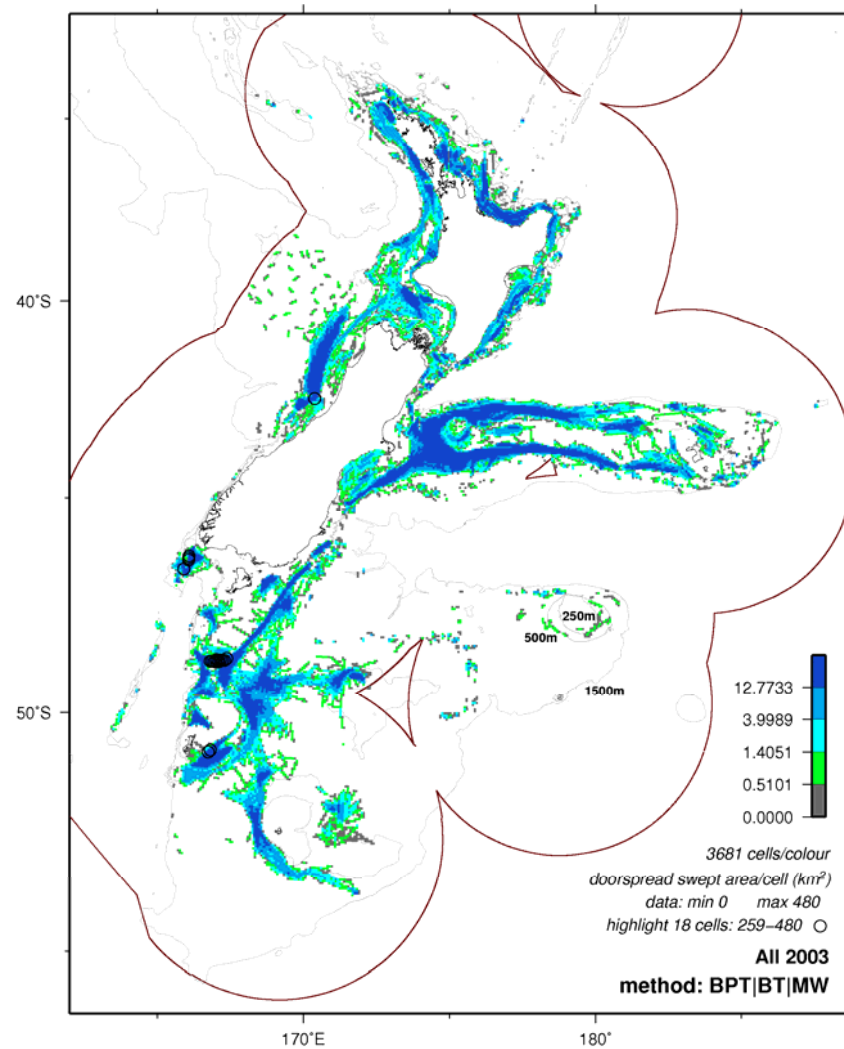 40˚S
250m
500m
1500m
50˚S
12.7733
3.9989
1.4051
0.5101
0.0000
3681 cells/colour
doorspread swept area/cell (km²)
data: min 0 max 480
highlight 18 cells: 259–480
All 2003
method: BPT|BT|MW
170˚E
180˚